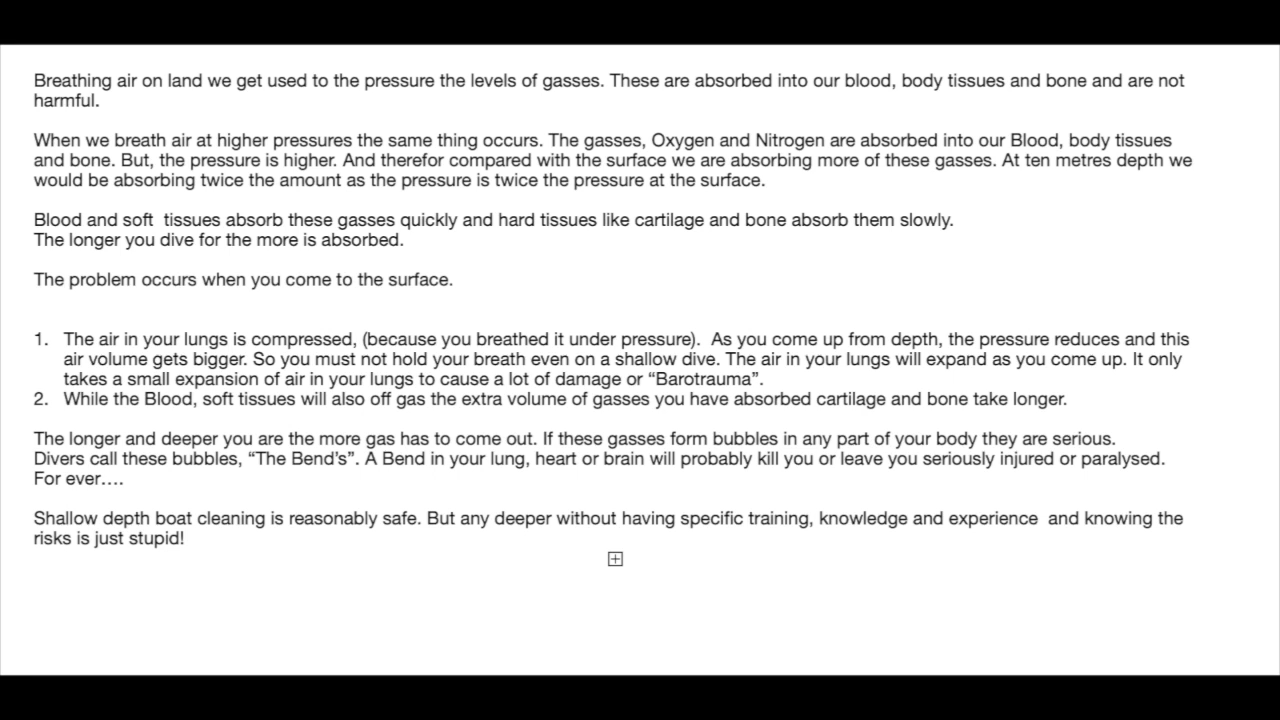 Breathing air on land we get used to the pressure the levels of gasses. These are absorbed into our blood, body tissues and bone and are not
harmful.
When we breath air at higher pressures the same thing occurs. The gasses, Oxygen and Nitrogen are absorbed into our Blood, body tissues
and bone. But, the pressure is higher. And therefor compared with the surface we are absorbing more of these gasses. At ten metres depth we
would be absorbing twice the amount as the pressure is twice the pressure at the surface.
Blood and soft  tissues absorb these gasses quickly and hard tissues like cartilage and bone absorb them slowly.
The longer you dive for the more is absorbed.
The problem occurs when you come to the surface.
1. The air in your lungs is compressed, (because you breathed it under pressure).  As you come up from depth, the pressure reduces and this
air volume gets bigger. So you must not hold your breath even on a shallow dive. The air in your lungs will expand as you come up. It only
takes a small expansion of air in your lungs to cause a lot of damage or “Barotrauma”.
2. While the Blood, soft tissues will also off gas the extra volume of gasses you have absorbed cartilage and bone take longer.
The longer and deeper you are the more gas has to come out. If these gasses form bubbles in any part of your body they are serious.
Divers call these bubbles, “The Bend’s”. A Bend in your lung, heart or brain will probably kill you or leave you seriously injured or paralysed.
For ever….
Shallow depth boat cleaning is reasonably safe. But any deeper without having specific training, knowledge and experience  and knowing the
risks is just stupid!